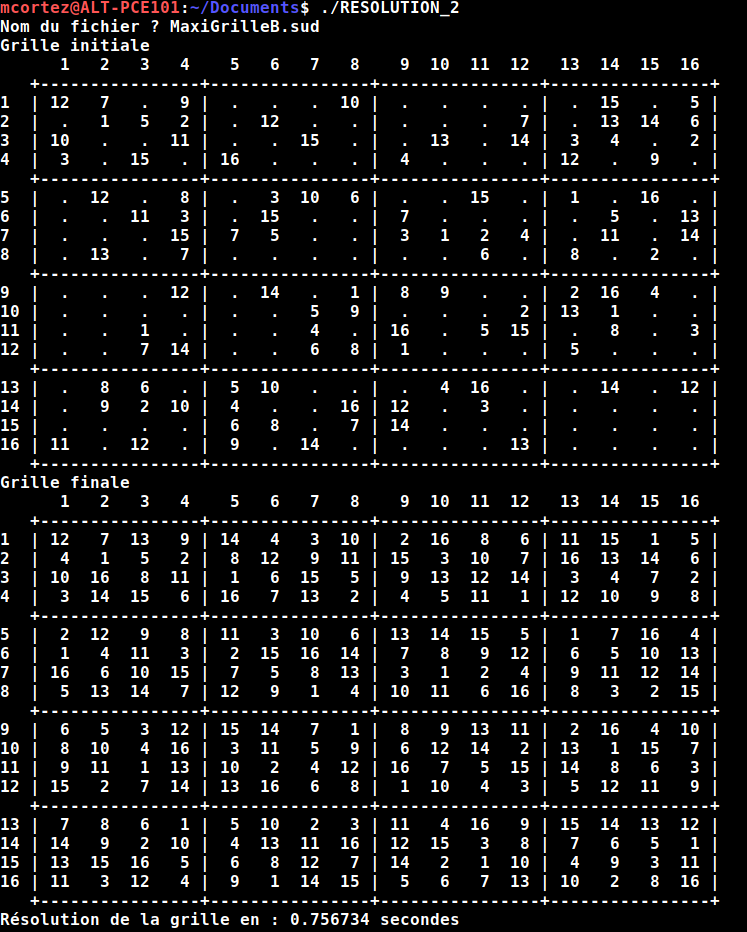 mcortez@ALT-PCE101:~/Documents$ ./RESOLUTION_2
Nom du fichier ? MaxiGrilleB.sud
Grille initiale
       1   2   3   4    5   6   7   8    9  10  11  12   13  14  15  16
   +----------------+----------------+----------------+----------------+
1  | 12   7   .   9 |  .   .   .  10 |  .   .   .   . |  .  15   .   5 |
2  |  .   1   5   2 |  .  12   .   . |  .   .   .   7 |  .  13  14   6 |
3  | 10   .   .  11 |  .   .  15   . |  .  13   .  14 |  3   4   .   2 |
4  |  3   .  15   . | 16   .   .   . |  4   .   .   . | 12   .   9   . |
   +----------------+----------------+----------------+----------------+
5  |  .  12   .   8 |  .   3  10   6 |  .   .  15   . |  1   .  16   . |
6  |  .   .  11   3 |  .  15   .   . |  7   .   .   . |  .   5   .  13 |
7  |  .   .   .  15 |  7   5   .   . |  3   1   2   4 |  .  11   .  14 |
8  |  .  13   .   7 |  .   .   .   . |  .   .   6   . |  8   .   2   . |
   +----------------+----------------+----------------+----------------+
9  |  .   .   .  12 |  .  14   .   1 |  8   9   .   . |  2  16   4   . |
10 |  .   .   .   . |  .   .   5   9 |  .   .   .   2 | 13   1   .   . |
11 |  .   .   1   . |  .   .   4   . | 16   .   5  15 |  .   8   .   3 |
12 |  .   .   7  14 |  .   .   6   8 |  1   .   .   . |  5   .   .   . |
   +----------------+----------------+----------------+----------------+
13 |  .   8   6   . |  5  10   .   . |  .   4  16   . |  .  14   .  12 |
14 |  .   9   2  10 |  4   .   .  16 | 12   .   3   . |  .   .   .   . |
15 |  .   .   .   . |  6   8   .   7 | 14   .   .   . |  .   .   .   . |
16 | 11   .  12   . |  9   .  14   . |  .   .   .  13 |  .   .   .   . |
   +----------------+----------------+----------------+----------------+
Grille finale
       1   2   3   4    5   6   7   8    9  10  11  12   13  14  15  16
   +----------------+----------------+----------------+----------------+
1  | 12   7  13   9 | 14   4   3  10 |  2  16   8   6 | 11  15   1   5 |
2  |  4   1   5   2 |  8  12   9  11 | 15   3  10   7 | 16  13  14   6 |
3  | 10  16   8  11 |  1   6  15   5 |  9  13  12  14 |  3   4   7   2 |
4  |  3  14  15   6 | 16   7  13   2 |  4   5  11   1 | 12  10   9   8 |
   +----------------+----------------+----------------+----------------+
5  |  2  12   9   8 | 11   3  10   6 | 13  14  15   5 |  1   7  16   4 |
6  |  1   4  11   3 |  2  15  16  14 |  7   8   9  12 |  6   5  10  13 |
7  | 16   6  10  15 |  7   5   8  13 |  3   1   2   4 |  9  11  12  14 |
8  |  5  13  14   7 | 12   9   1   4 | 10  11   6  16 |  8   3   2  15 |
   +----------------+----------------+----------------+----------------+
9  |  6   5   3  12 | 15  14   7   1 |  8   9  13  11 |  2  16   4  10 |
10 |  8  10   4  16 |  3  11   5   9 |  6  12  14   2 | 13   1  15   7 |
11 |  9  11   1  13 | 10   2   4  12 | 16   7   5  15 | 14   8   6   3 |
12 | 15   2   7  14 | 13  16   6   8 |  1  10   4   3 |  5  12  11   9 |
   +----------------+----------------+----------------+----------------+
13 |  7   8   6   1 |  5  10   2   3 | 11   4  16   9 | 15  14  13  12 |
14 | 14   9   2  10 |  4  13  11  16 | 12  15   3   8 |  7   6   5   1 |
15 | 13  15  16   5 |  6   8  12   7 | 14   2   1  10 |  4   9   3  11 |
16 | 11   3  12   4 |  9   1  14  15 |  5   6   7  13 | 10   2   8  16 |
   +----------------+----------------+----------------+----------------+
Résolution de la grille en : 0.756734 secondes